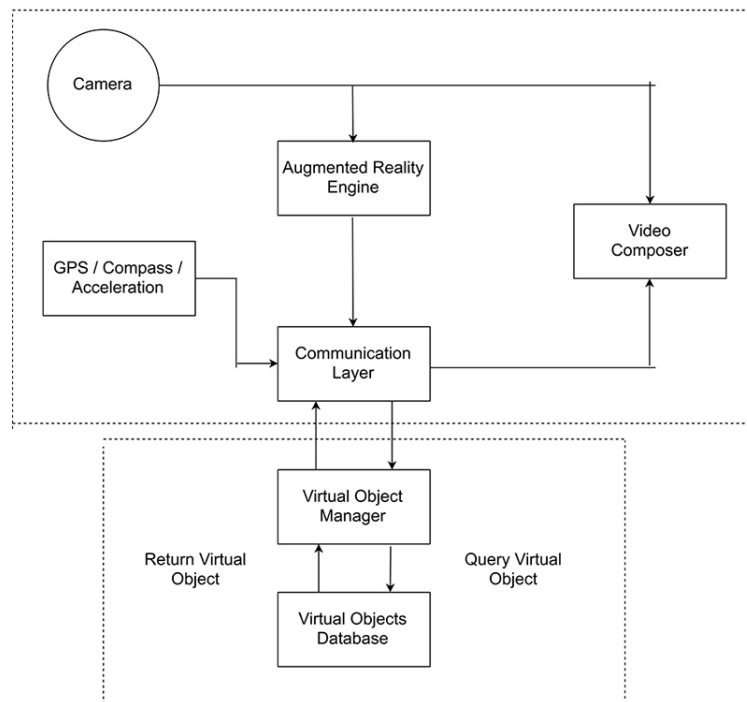 Camera
Augmented Reality
Engine
Video
Composer
GPS / Compass /
Acceleration
Communication
Layer
Virtual Object
Manager
Return Virtual
Object
Query Virtual
Object
Virtual Objects
Database